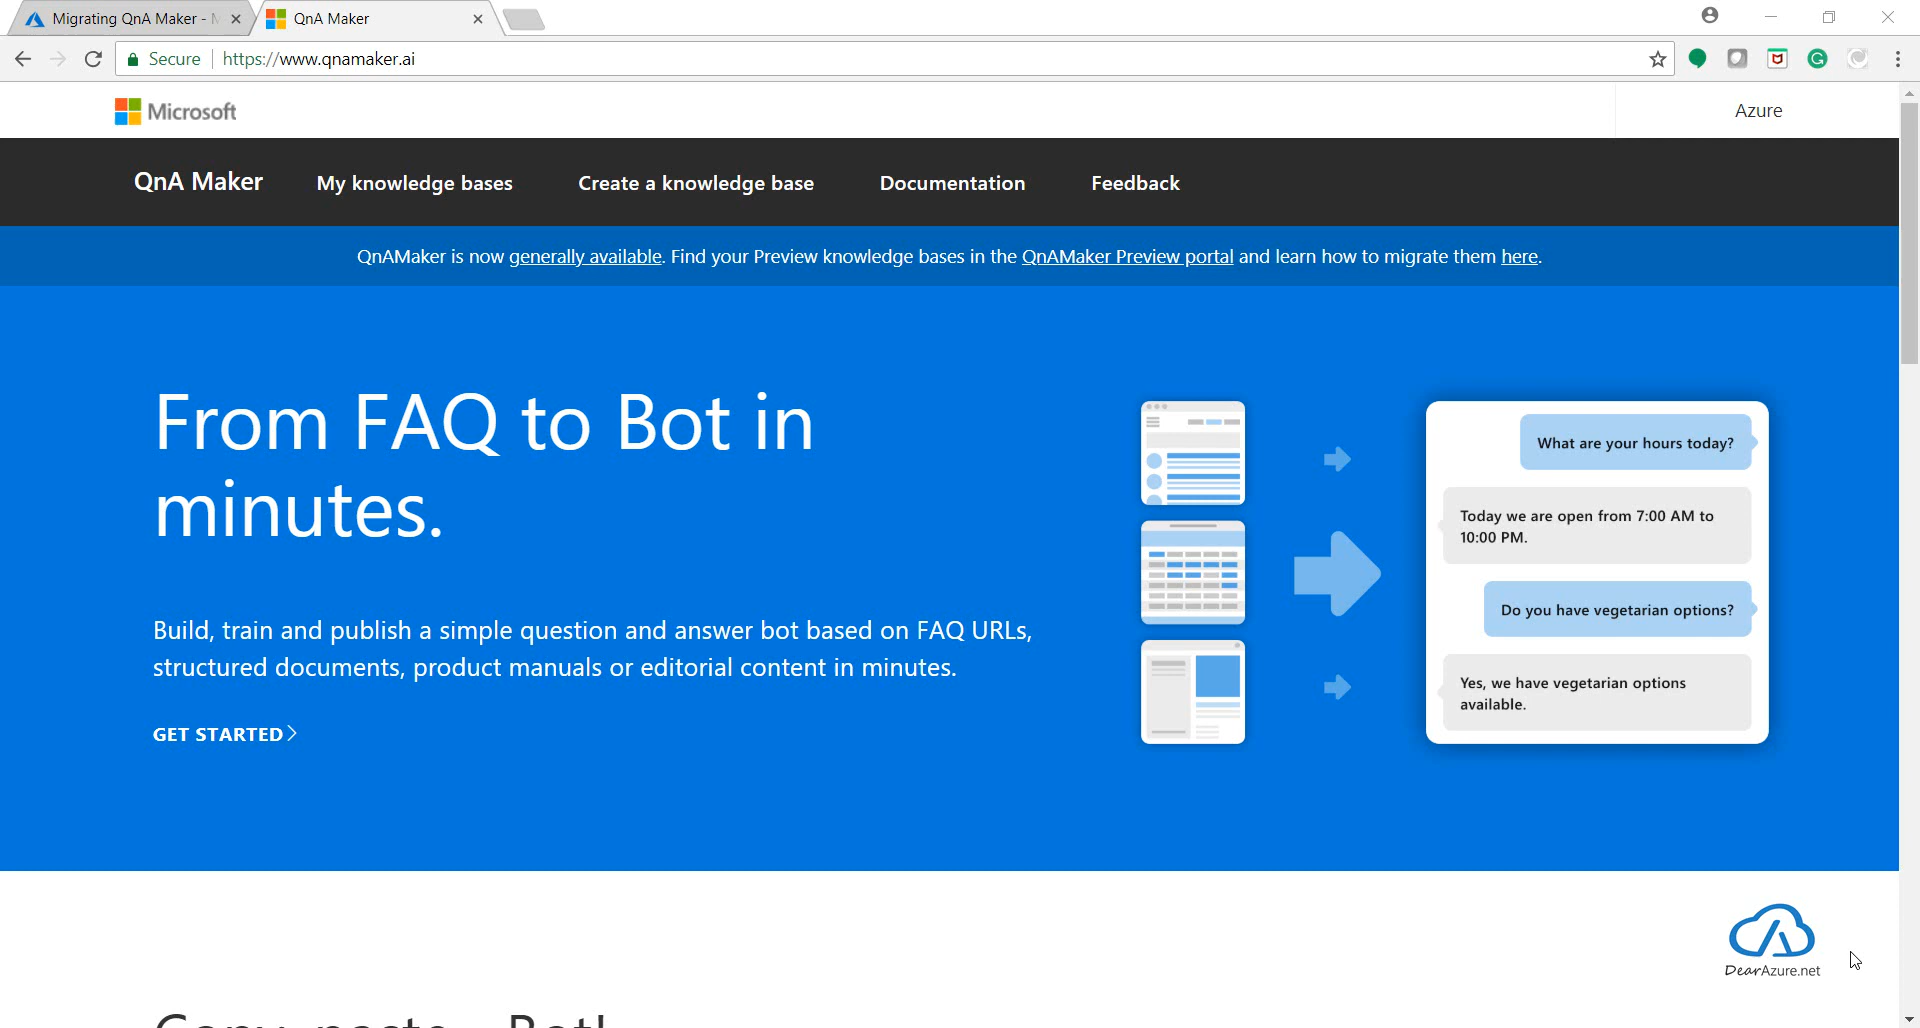 Migrating QnA Maker -
QnA Maker
Secure
https://www.qnamaker.ai
Microsoft
Azure
QnA Maker
My knowledge bases
Create a knowledge base
Documentation
Feedback
QnAMaker is now generally available. Find your Preview knowledge bases in the QnAMaker Preview portal and learn how to migrate them here.
From FAQ to Bot in
minutes.
Build, train and publish a simple question and answer bot based on FAQ URLs,
structured documents, product manuals or editorial content in minutes.
GET STARTED
What are your hours today?
Today we are open from 7:00 AM to
10:00 PM.
Do you have vegetarian options?
Yes, we have vegetarian options
available.
DearAzure.net